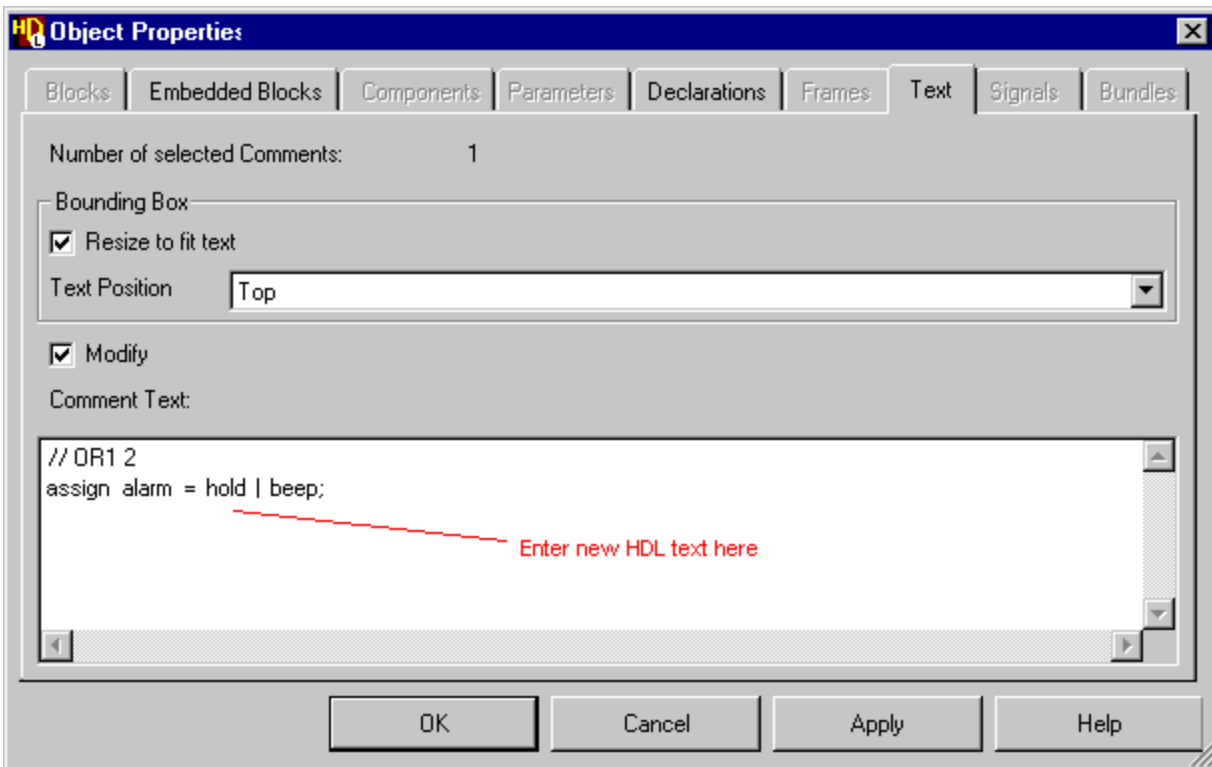 HDL Object Properties
Blocks Embedded Blocks Components Parameters Declarations Frames Text Signals Bundles
Number of selected Comments: 1
Bounding Box
Resize to fit text
Text Position Top
Modify
Comment Text:
// OR1 2
assign alarm = hold | beep;
Enter new HDL text here
OK Cancel Apply Help